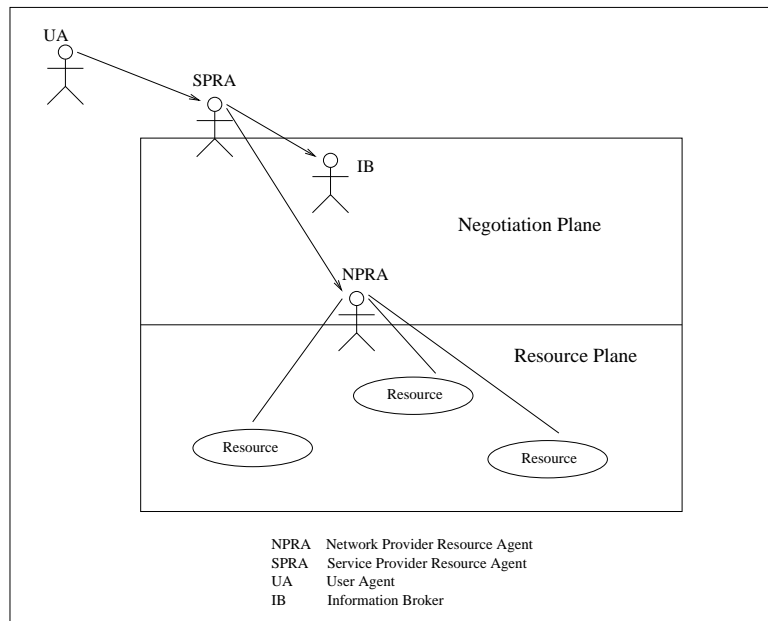 UA
SPRA
IB
Negotiation Plane
NPRA
Resource Plane
Resource
Resource
Resource
NPRA Network Provider Resource Agent
SPRA Service Provider Resource Agent
UA User Agent
IB Information Broker